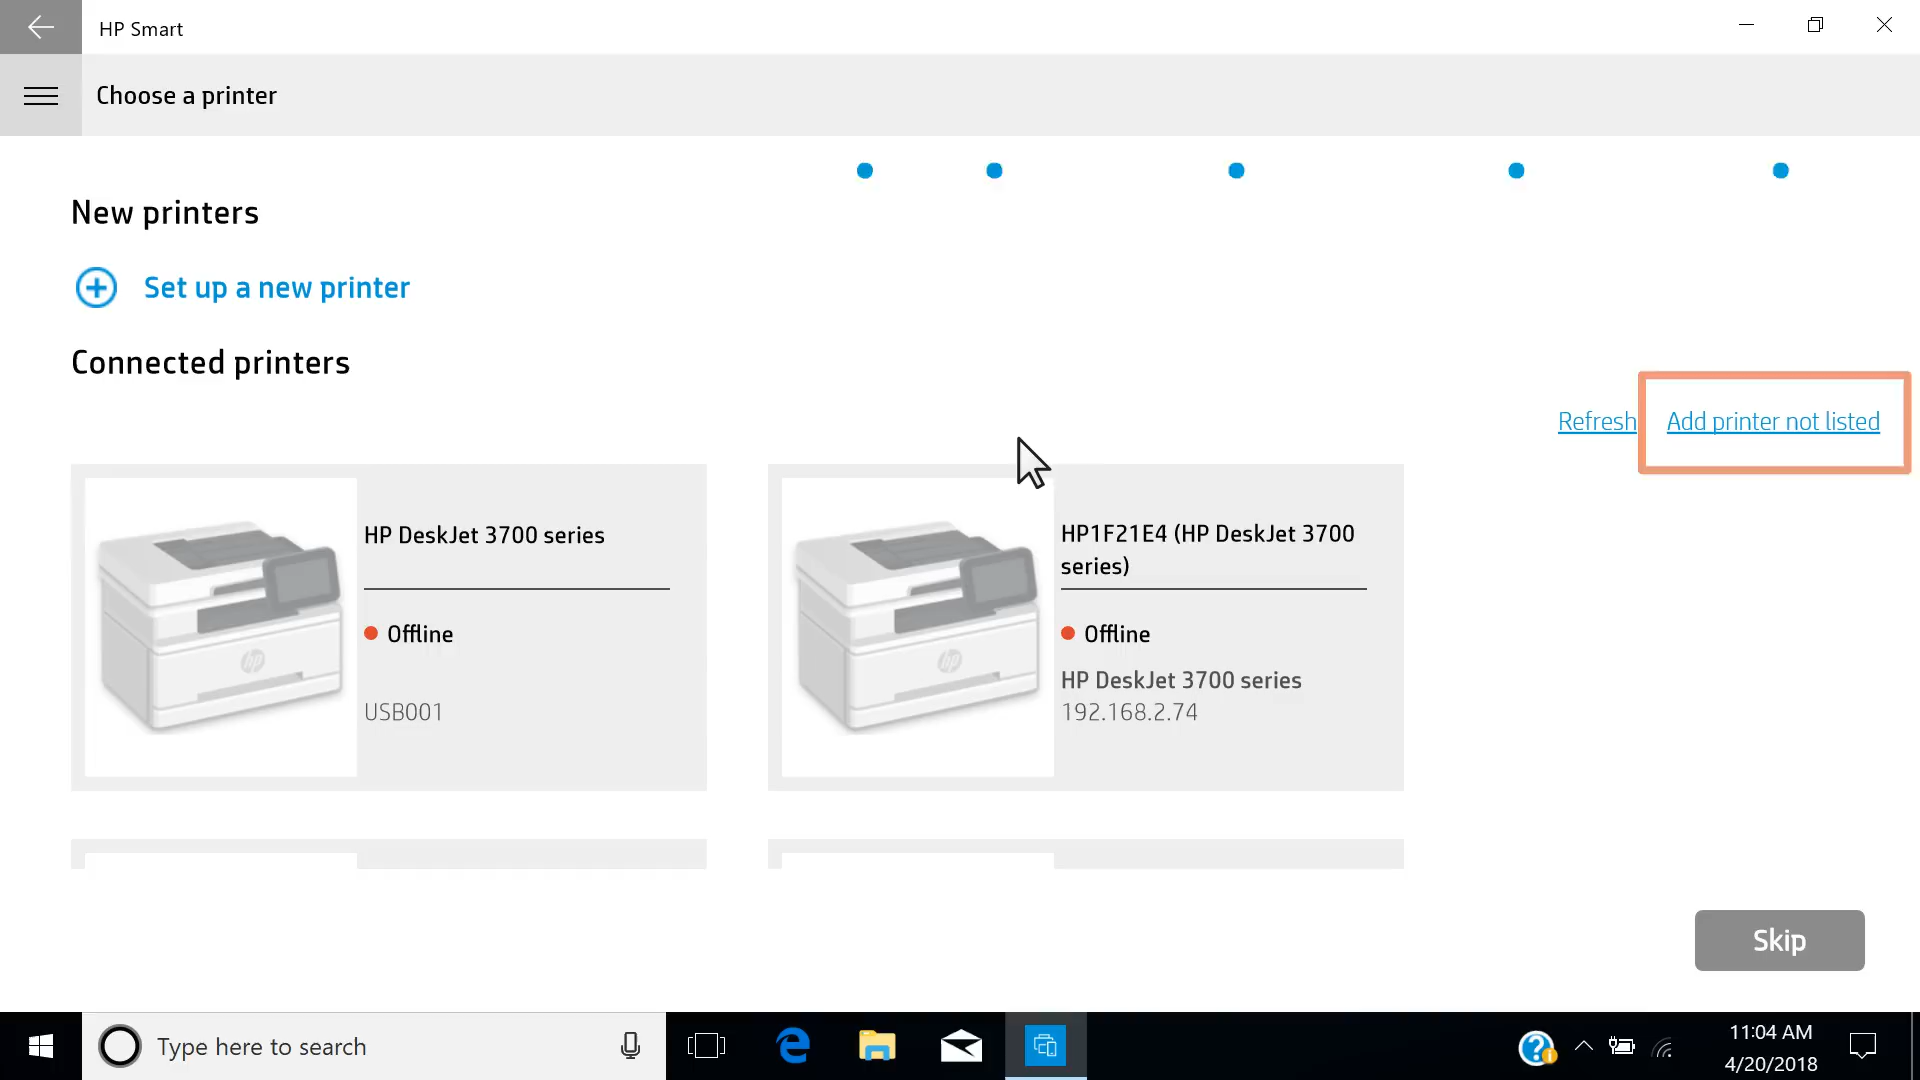 HP Smart
Choose a printer
New printers
Set up a new printer
Connected printers
Refresh
Add printer not listed
HP DeskJet 3700 series
Offline
USB001
HP1F21E4 (HP DeskJet 3700
series)
Offline
HP DeskJet 3700 series
192.168.2.74
hp
hp
Skip
Type here to search
11:04 AM
4/20/2018